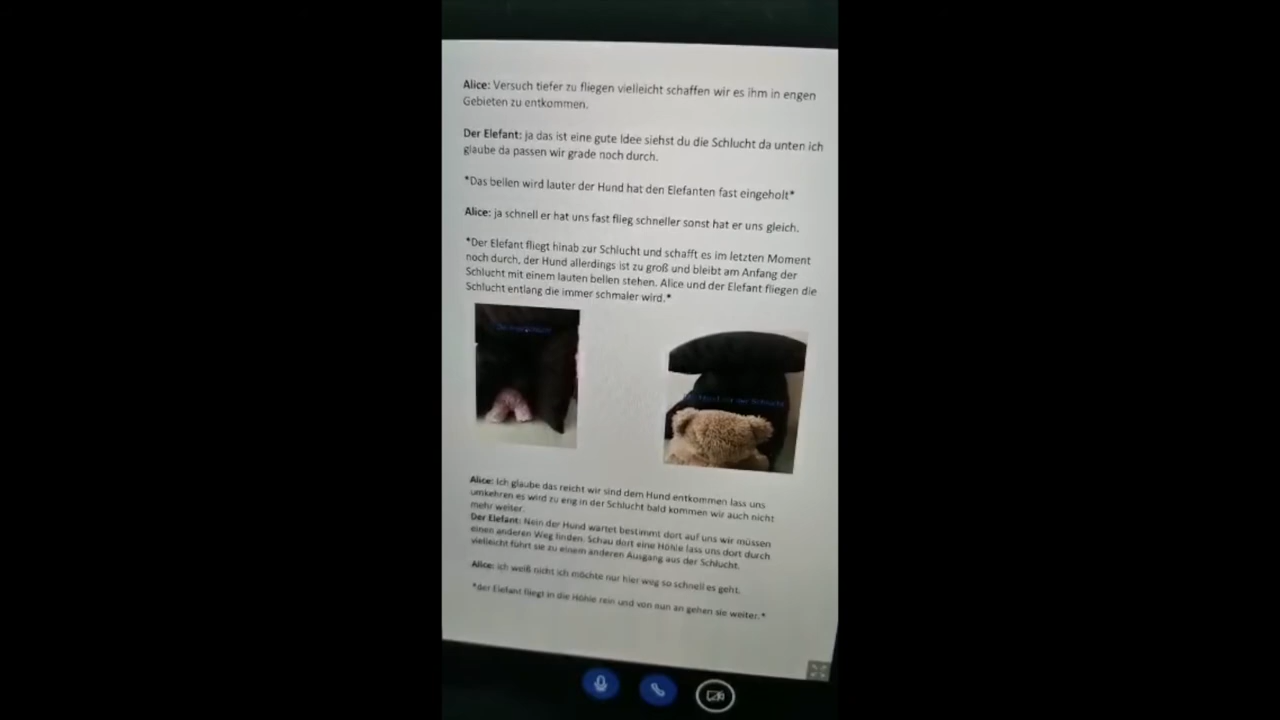 Alice: Versuch tiefer zu fliegen vielleicht schaffen wir es ihm in engen
Gebieten zu entkommen.
Der Elefant: ja das ist eine gute Idee siehst du die Schlucht da unten ich
glaube da passen wir grade noch durch.
*Das bellen wird lauter der Hund hat den Elefanten fast eingeholt*
Alice: ja schnell er hat uns fast flieg schneller sonst hat er uns gleich.
*Der Elefant fliegt hinab zur Schlucht und schafft es im letzten Moment
noch durch, der Hund allerdings ist zu groß und bleibt am Anfang der
Schlucht mit einem lauten bellen stehen. Alice und der Elefant fliegen die
Schlucht entlang die immer schmaler wird.*
Schlucht
Alice: Ich glaube das reicht wir sind dem Hund entkommen lass uns
umkehren es wird zu eng in der Schlucht bald kommen wir auch nicht
mehr weiter.
Der Elefant: Nein der Hund wartet bestimmt dort auf uns wir müssen
einen anderen Weg finden. Schau dort eine Höhle lass uns dort durch
vielleicht führt sie zu einem anderen Ausgang aus der Schlucht.
Alice: ich weiß nicht ich möchte nur hier weg so schnell es geht.
*der Elefant fliegt in die Höhle rein und von nun an gehen sie weiter.*